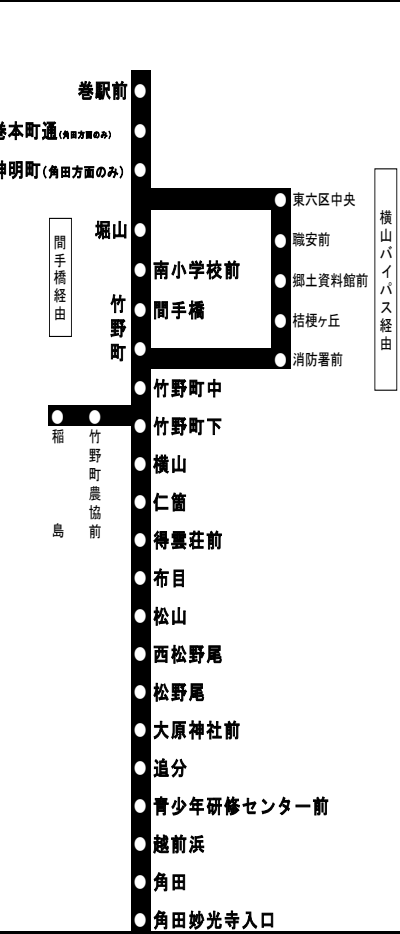 巻駅前
巻本町通(角田方面のみ)
神明町(角田方面のみ)
東六区中央
堀山
職安前
南小学校前
郷土資料館前
間手橋
桔梗ヶ丘
竹野町
消防署前
間手橋経由
横山バイパス経由
竹野町中
竹野町下
稲島
竹野町農協前
横山
仁箇
得雲荘前
布目
松山
西松野尾
松野尾
大原神社前
追分
青少年研修センター前
越前浜
角田
角田妙光寺入口